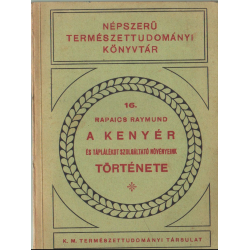 NÉPSZERŰ
TERMÉSZETTUDOMÁNYI
KÖNYVTÁR
16.
RAPAICS RAYMUND
A KENYÉR
ÉS TÁPLÁLÉKOT SZOLGÁLTATÓ NÖVÉNYEINK
TÖRTÉNETE
K. M. TERMÉSZETTUDOMÁNYI TÁRSULAT